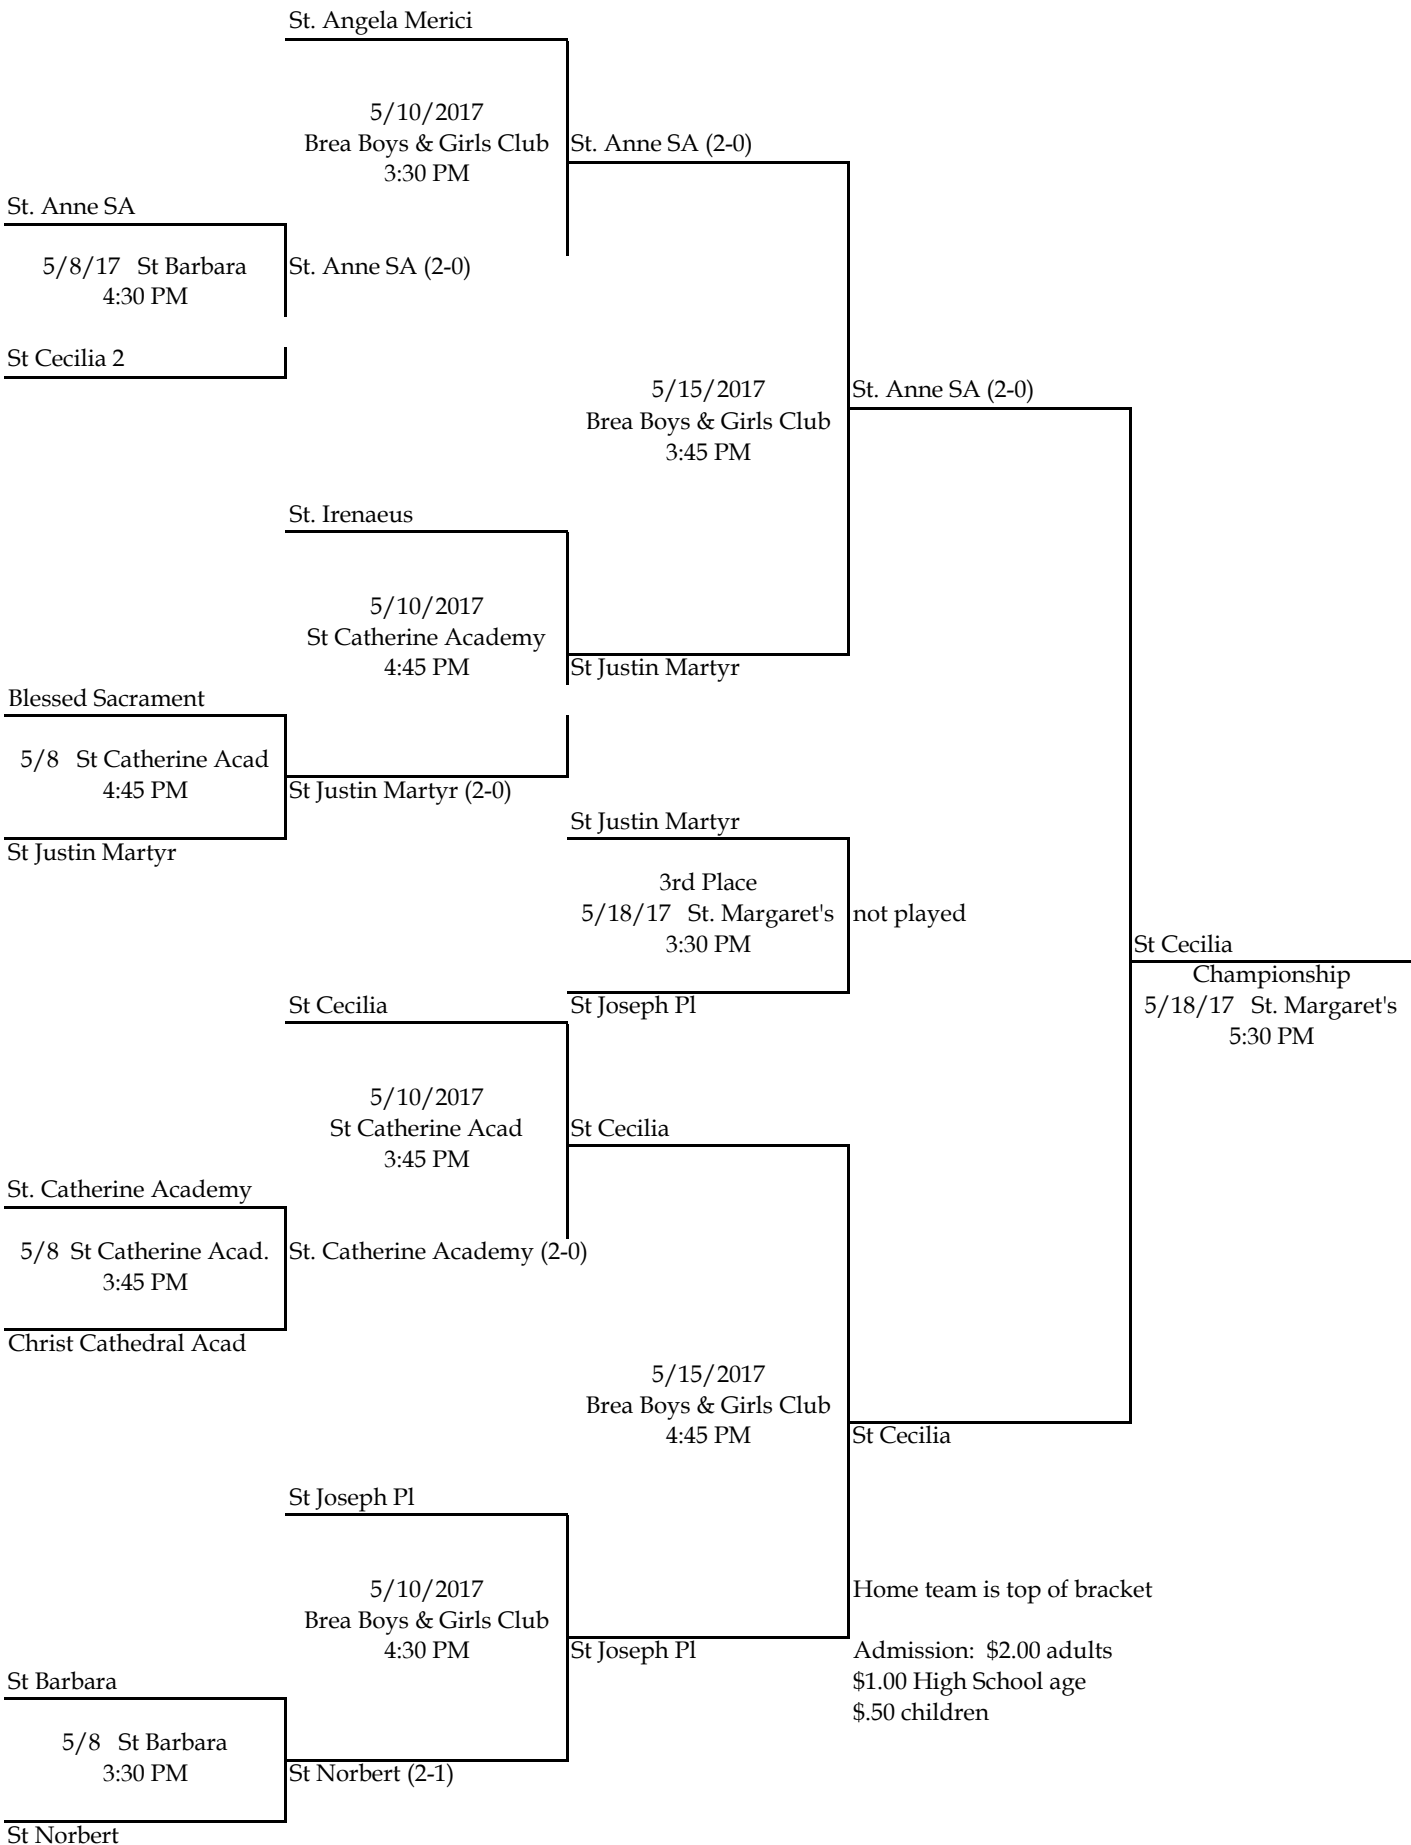 St. Angela Merici
5/10/2017
Brea Boys & Girls Club
3:30 PM
St. Anne SA (2-0)
St. Anne SA
5/8/17   St Barbara
4:30 PM
St. Anne SA (2-0)
St Cecilia 2
5/15/2017
Brea Boys & Girls Club
3:45 PM
St. Anne SA (2-0)
St. Irenaeus
5/10/2017
St Catherine Academy
4:45 PM
St Justin Martyr
Blessed Sacrament
5/8   St Catherine Acad
4:45 PM
St Justin Martyr (2-0)
St Justin Martyr
St Justin Martyr
3rd Place
5/18/17   St. Margaret's
3:30 PM
not played
St Joseph Pl
St Cecilia
Championship
5/18/17   St. Margaret's
5:30 PM
St Cecilia
5/10/2017
St Catherine Acad
3:45 PM
St Cecilia
St. Catherine Academy
5/8  St Catherine Acad.
3:45 PM
St. Catherine Academy (2-0)
Christ Cathedral Acad
5/15/2017
Brea Boys & Girls Club
4:45 PM
St Cecilia
St Joseph Pl
5/10/2017
Brea Boys & Girls Club
4:30 PM
St Joseph Pl
Home team is top of bracket
Admission:  $2.00 adults
$1.00 High School age
$.50 children
St Barbara
5/8   St Barbara
3:30 PM
St Norbert (2-1)
St Norbert